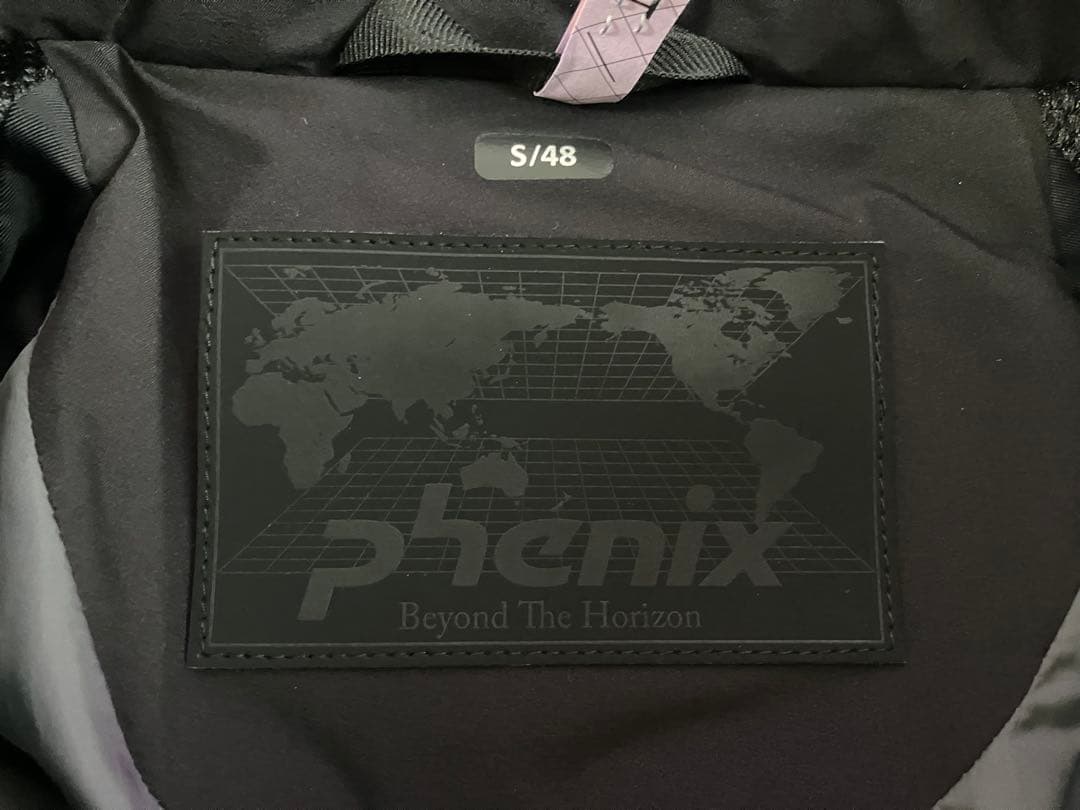 S/48
phenix
Beyond The Horizon